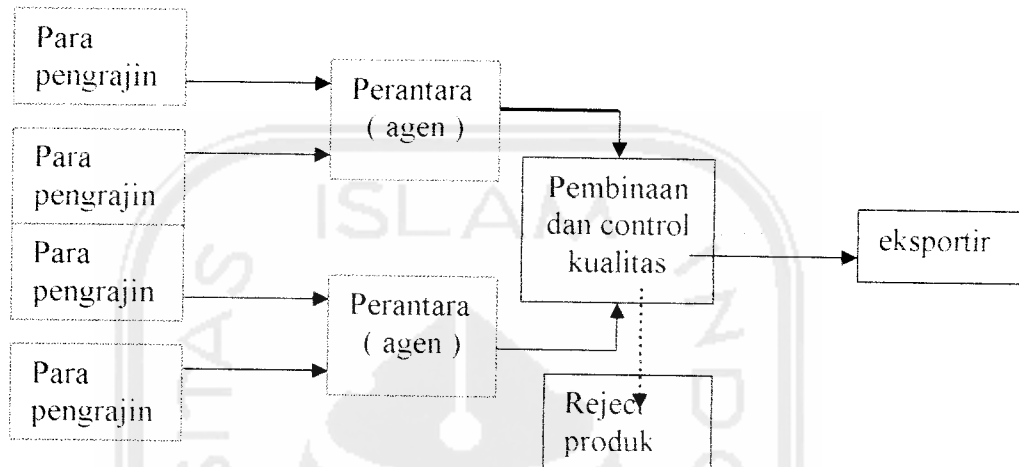 Para
pengrajin
Para
pengrajin
Para
pengrajin
Para
pengrajin
Perantara
( agen )
Perantara
( agen )
Pembinaan
dan control
kualitas
eksportir
Reject
produk
ISLAM